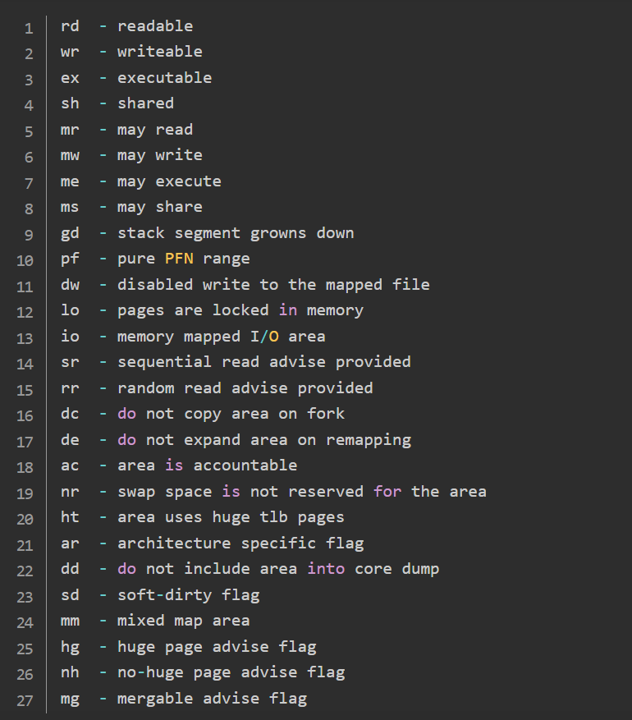 1 rd - readable
2 wr - writeable
3 ex - executable
4 sh - shared
5 mr - may read
6 mw - may write
7 me - may execute
8 ms - may share
9 gd - stack segment growns down
10 pf - pure PFN range
11 dw - disabled write to the mapped file
12 lo - pages are locked in memory
13 io - memory mapped I/O area
14 sr - sequential read advise provided
15 rr - random read advise provided
16 dc - do not copy area on fork
17 de - do not expand area on remapping
18 ac - area is accountable
19 nr - swap space is not reserved for the area
20 ht - area uses huge tlb pages
21 ar - architecture specific flag
22 dd - do not include area into core dump
23 sd - soft-dirty flag
24 mm - mixed map area
25 hg - huge page advise flag
26 nh - no-huge page advise flag
27 mg - mergable advise flag